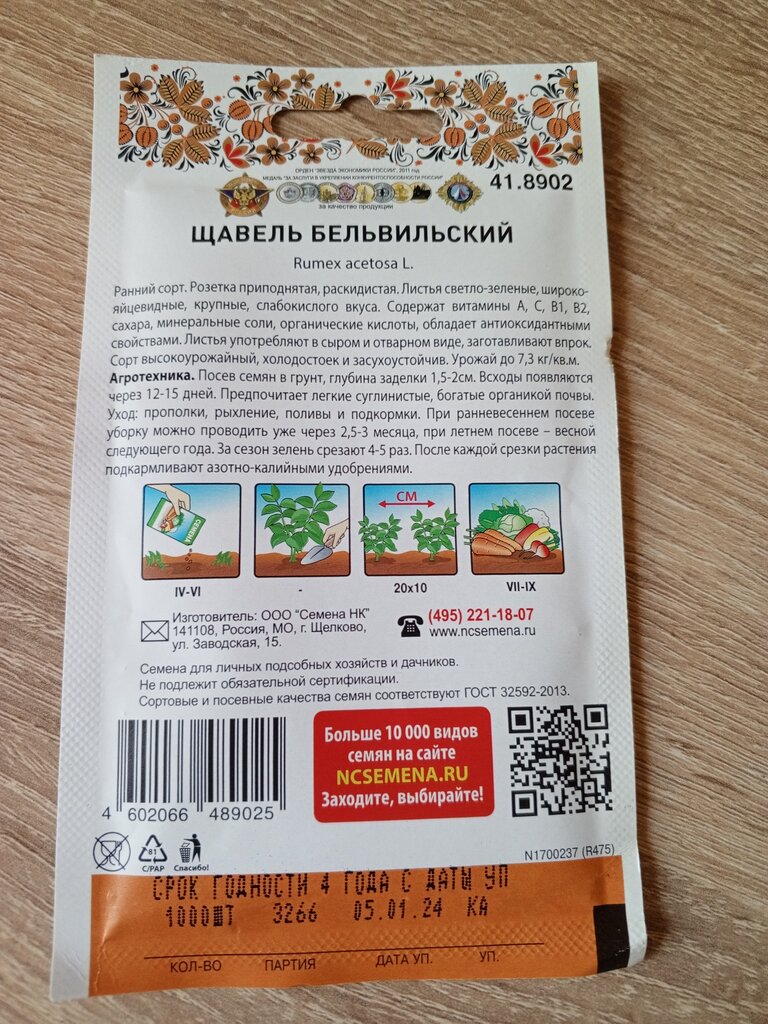 ОРДЕН "ЗВЕЗДА ЭКОНОМИКИ РОССИИ", 2011 год
МЕДАЛЬ "ЗА ЗАСЛУГИ В УКРЕПЛЕНИИ КОНКУРЕНТОСПОСОБНОСТИ РОССИИ"
41.8902
за качество продукции
ЩАВЕЛЬ БЕЛЬВИЛЬСКИЙ
Rumex acetosa L.
Ранний сорт. Розетка приподнятая, раскидистая. Листья светло-зеленые, широко-
яйцевидные, крупные, слабокислого вкуса. Содержат витамины А, С, В1, В2,
сахара, минеральные соли, органические кислоты, обладает антиоксидантными
свойствами. Листья употребляют в сыром и отварном виде, заготавливают впрок.
Сорт высокоурожайный, холодостоек и засухоустойчив. Урожай до 7,3 кг/кв.м.
Агротехника. Посев семян в грунт, глубина заделки 1,5-2см. Всходы появляются
через 12-15 дней. Предпочитает легкие суглинистые, богатые органикой почвы.
Уход: прополки, рыхление, поливы и подкормки. При ранневесеннем посеве
уборку можно проводить уже через 2,5-3 месяца, при летнем посеве – весной
следующего года. За сезон зелень срезают 4-5 раз. После каждой срезки растения
подкармливают азотно-калийными удобрениями.
СЕМЕНА
СМ
IV-VI - 20х10 VII-IX
Изготовитель: ООО "Семена НК"
141108, Россия, МО, г. Щелково,
ул. Заводская, 15.
(495) 221-18-07
www.ncsemena.ru
Семена для личных подсобных хозяйств и дачников.
Не подлежит обязательной сертификации.
Сортовые и посевные качества семян соответствуют ГОСТ 32592-2013.
Больше 10 000 видов
семян на сайте
NCSEMENA.RU
Заходите, выбирайте!
4 602066 489025
81
C/PAP
Спасибо!
N1700237 (R475)
СРОК ГОДНОСТИ 4 ГОДА С ДАТЫ УП
1000ШТ 3266 05.01.24 КА
КОЛ-ВО ПАРТИЯ ДАТА УП. УП.